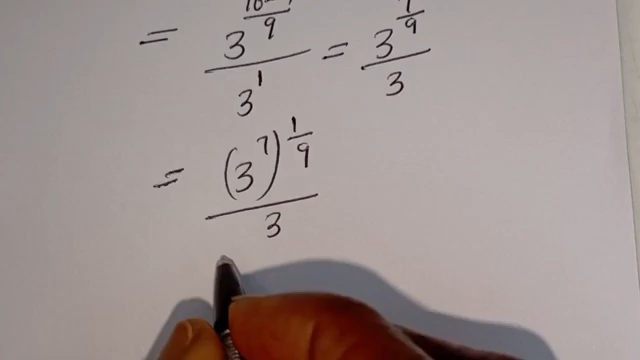 = 3^9 / 3^1 = 3^(7/9) / 3
= (3^7)^(1/9) / 3